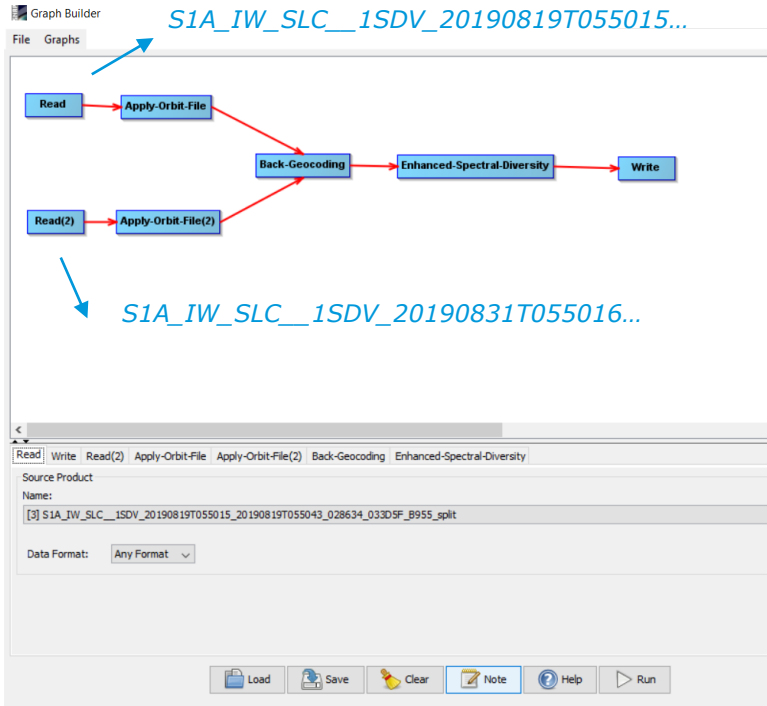 Graph Builder
S1A_IW_SLC__1SDV_20190819T055015…
File Graphs
Read
Apply-Orbit-File
Back-Geocoding
Enhanced-Spectral-Diversity
Write
Read(2)
Apply-Orbit-File(2)
S1A_IW_SLC__1SDV_20190831T055016…
Read Write Read(2) Apply-Orbit-File Apply-Orbit-File(2) Back-Geocoding Enhanced-Spectral-Diversity
Source Product
Name:
[3] S1A_IW_SLC__1SDV_20190819T055015_20190819T055043_028634_033D5F_B955_split
Data Format: Any Format
Load Save Clear Note Help Run